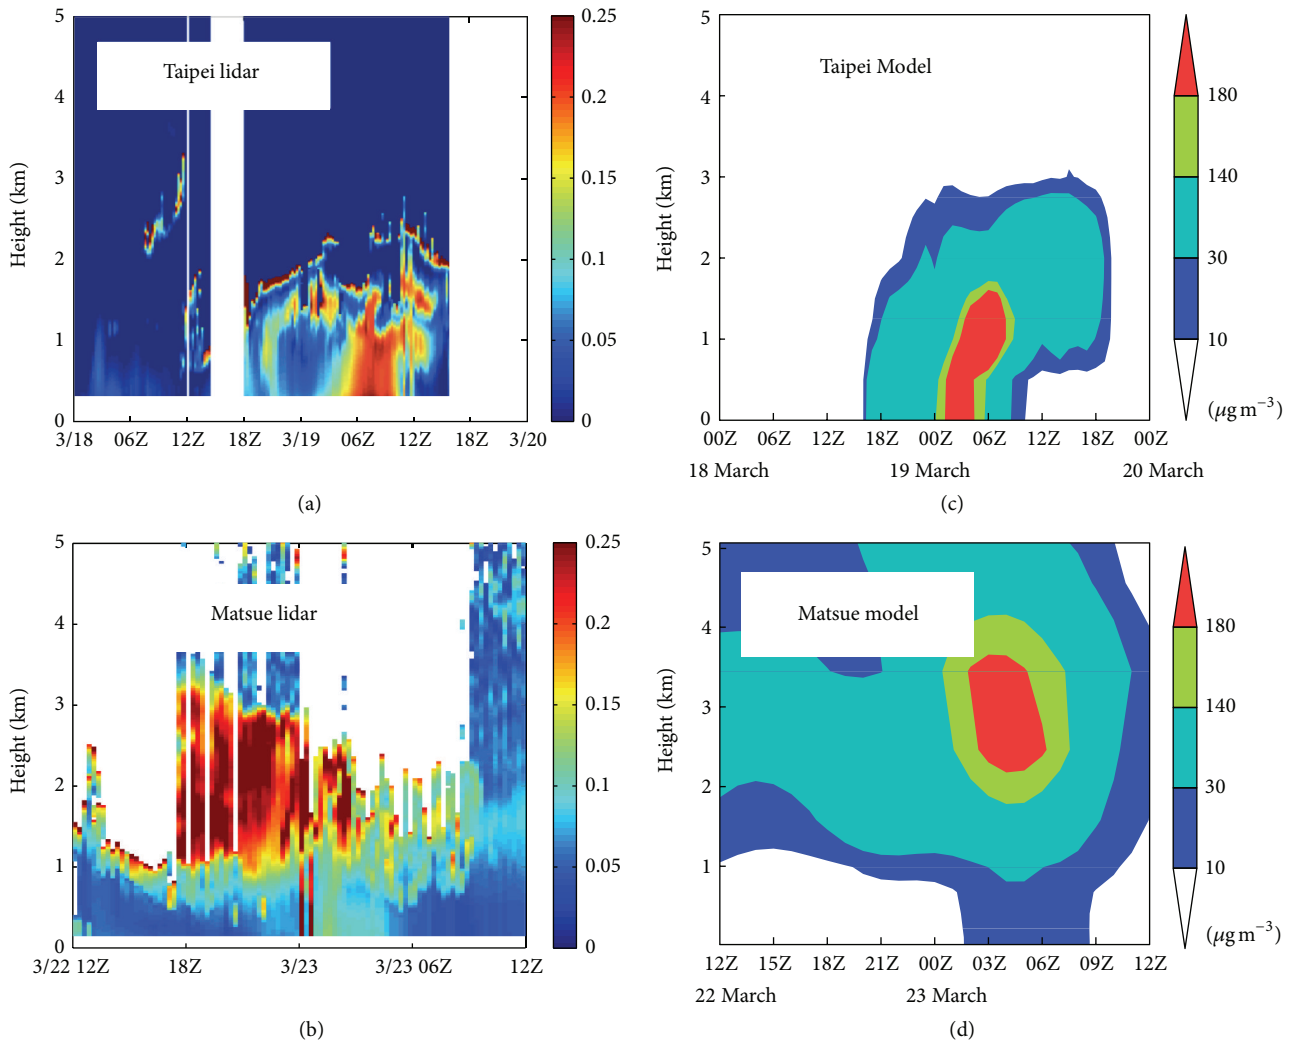 5
4
3
2
1
0
Height (km)
Taipei lidar
3/18 06Z 12Z 18Z 3/19 06Z 12Z 18Z 3/20
0.25
0.2
0.15
0.1
0.05
0
(a)
5
4
3
2
1
0
Height (km)
Taipei Model
00Z 06Z 12Z 18Z 00Z 06Z 12Z 18Z 00Z
18 March 19 March 20 March
180
140
30
10
(μg m−3)
(c)
5
4
3
2
1
0
Height (km)
Matsue lidar
3/22 12Z 18Z 3/23 3/23 06Z 12Z
0.25
0.2
0.15
0.1
0.05
0
(b)
5
4
3
2
1
0
Height (km)
Matsue model
12Z 15Z 18Z 21Z 00Z 03Z 06Z 09Z 12Z
22 March 23 March
180
140
30
10
(μg m−3)
(d)